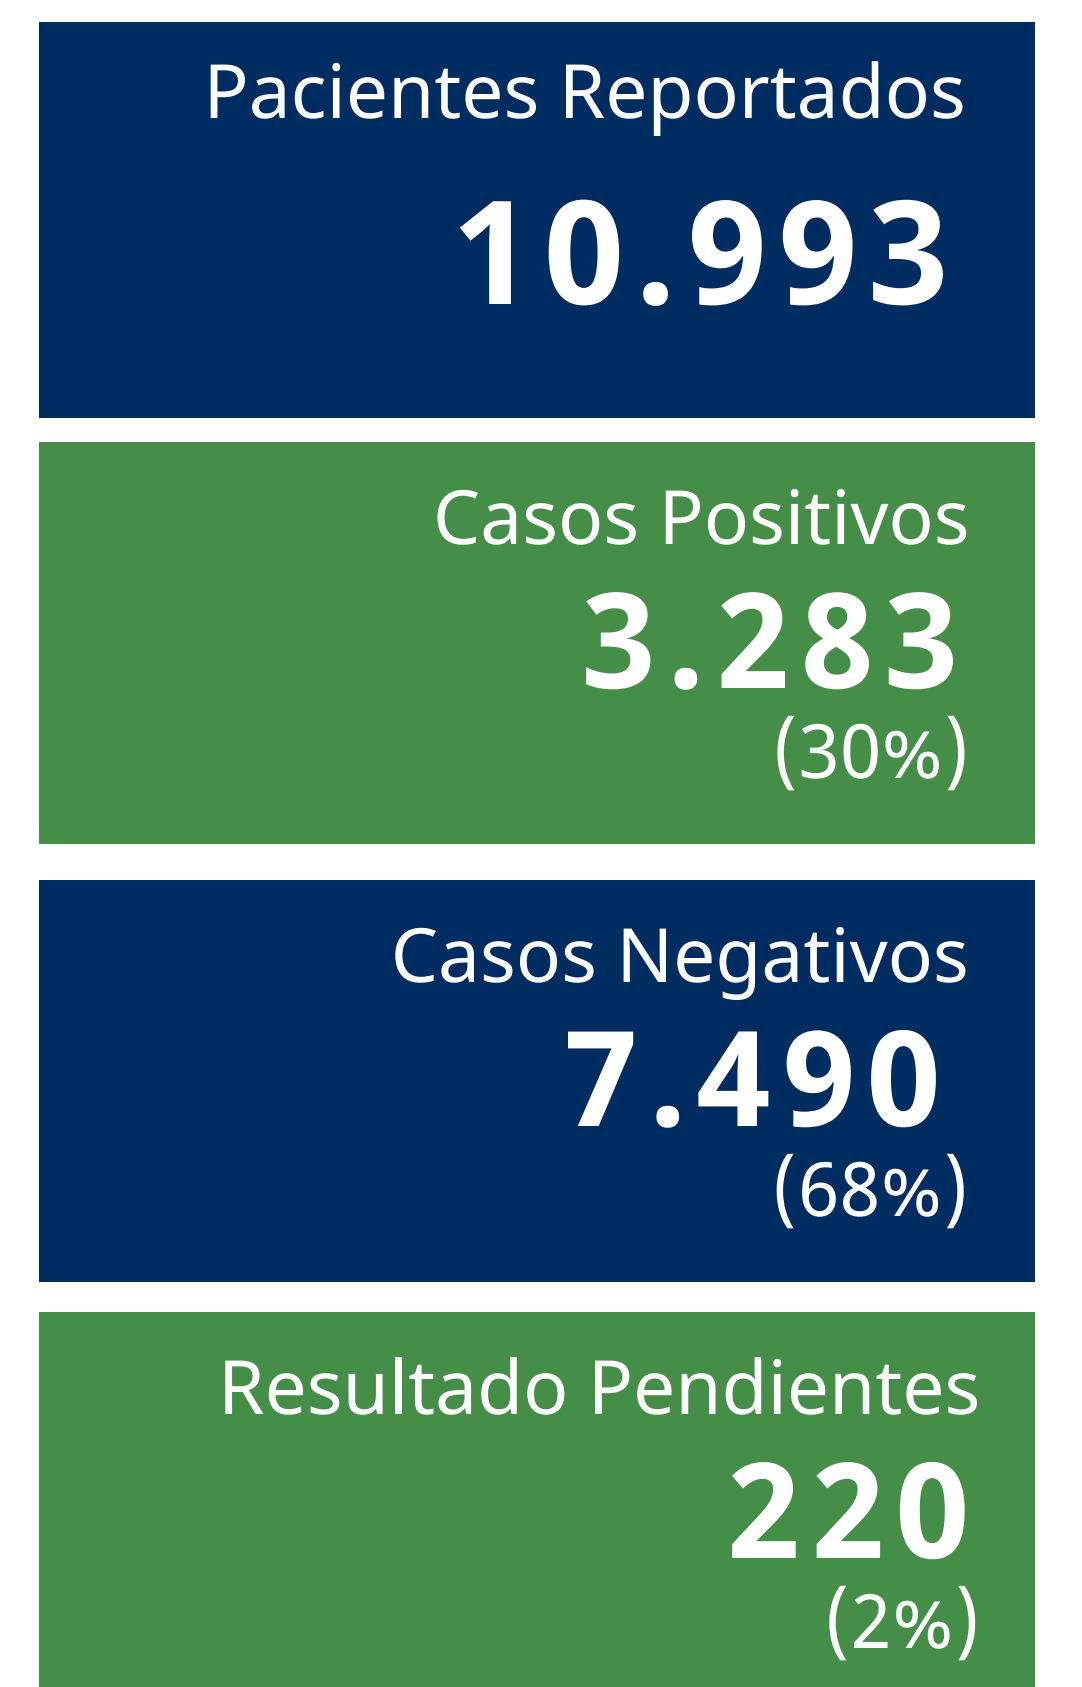 Pacientes Reportados
10.993
Casos Positivos
3.283
(30%)
Casos Negativos
7.490
(68%)
Resultado Pendientes
220
(2%)